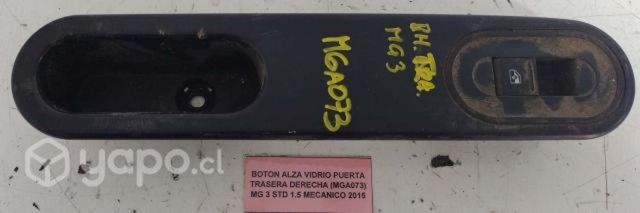 RH. TRA.
MG 3
MGA073
yapo.cl
BOTON ALZA VIDRIO PUERTA
TRASERA DERECHA (MGA073)
MG 3 STD 1.5 MECANICO 2015